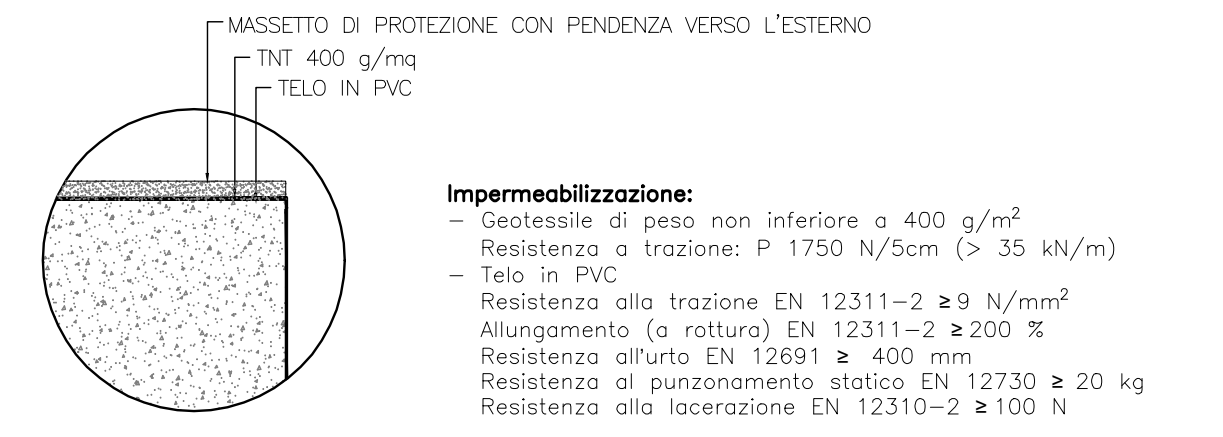 MASSETTO DI PROTEZIONE CON PENDENZA VERSO L'ESTERNO
TNT 400 g/mq
TELO IN PVC
Impermeabilizzazione:
– Geotessile di peso non inferiore a 400 g/m²
Resistenza a trazione: P 1750 N/5cm (> 35 kN/m)
– Telo in PVC
Resistenza alla trazione EN 12311–2 ≥9 N/mm²
Allungamento (a rottura) EN 12311–2 ≥200 %
Resistenza all'urto EN 12691 ≥ 400 mm
Resistenza al punzonamento statico EN 12730 ≥ 20 kg
Resistenza alla lacerazione EN 12310–2 ≥100 N